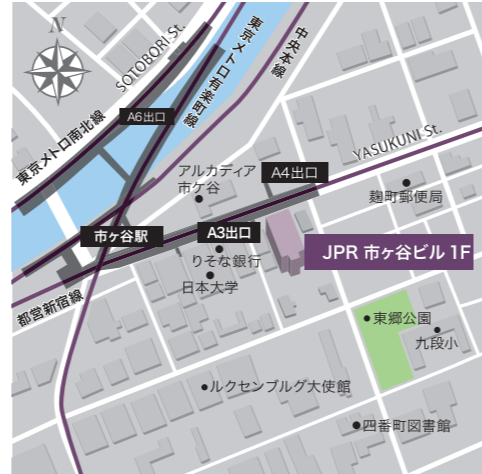 N
SOTOBORI St.
東京メトロ有楽町線
中央本線
A6出口
東京メトロ南北線
YASUKUNI St.
アルカディア
市ケ谷
A4出口
麹町郵便局
市ヶ谷駅
A3出口
りそな銀行
JPR 市ヶ谷ビル 1F
日本大学
都営新宿線
東郷公園
九段小
ルクセンブルグ大使館
四番町図書館